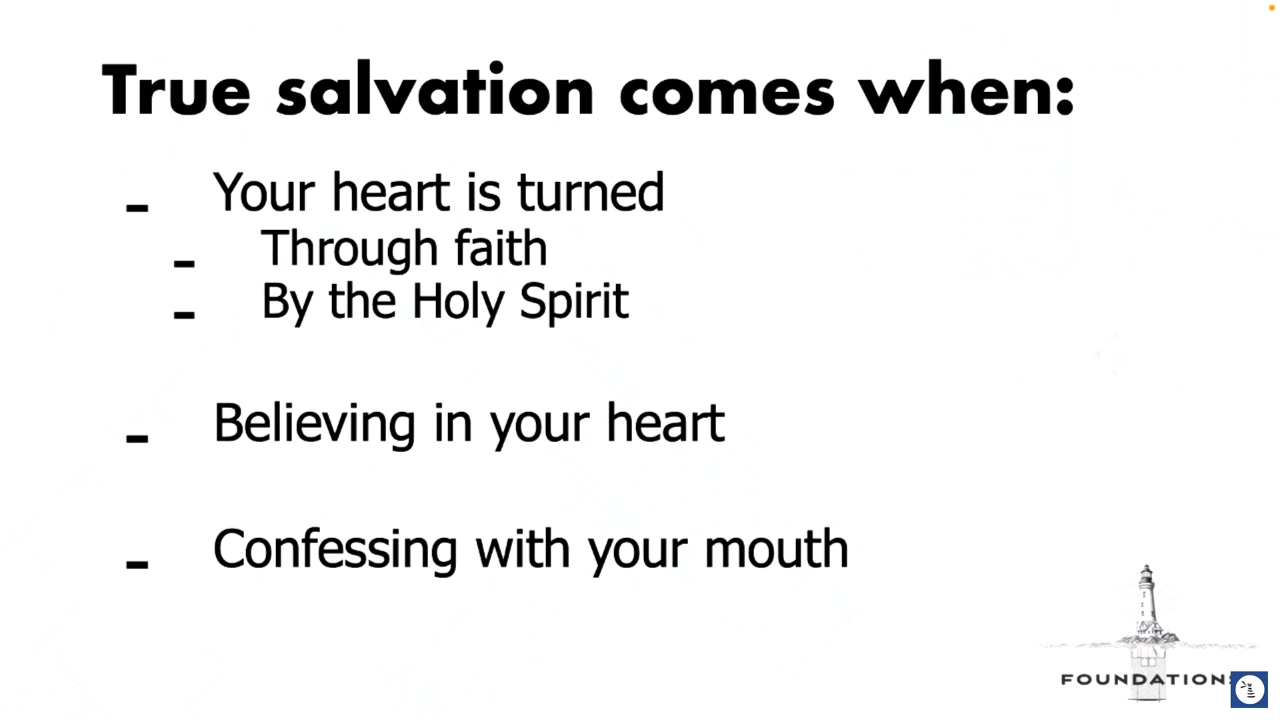 True salvation comes when:
- Your heart is turned
- Through faith
- By the Holy Spirit
- Believing in your heart
- Confessing with your mouth
FOUNDATIONS